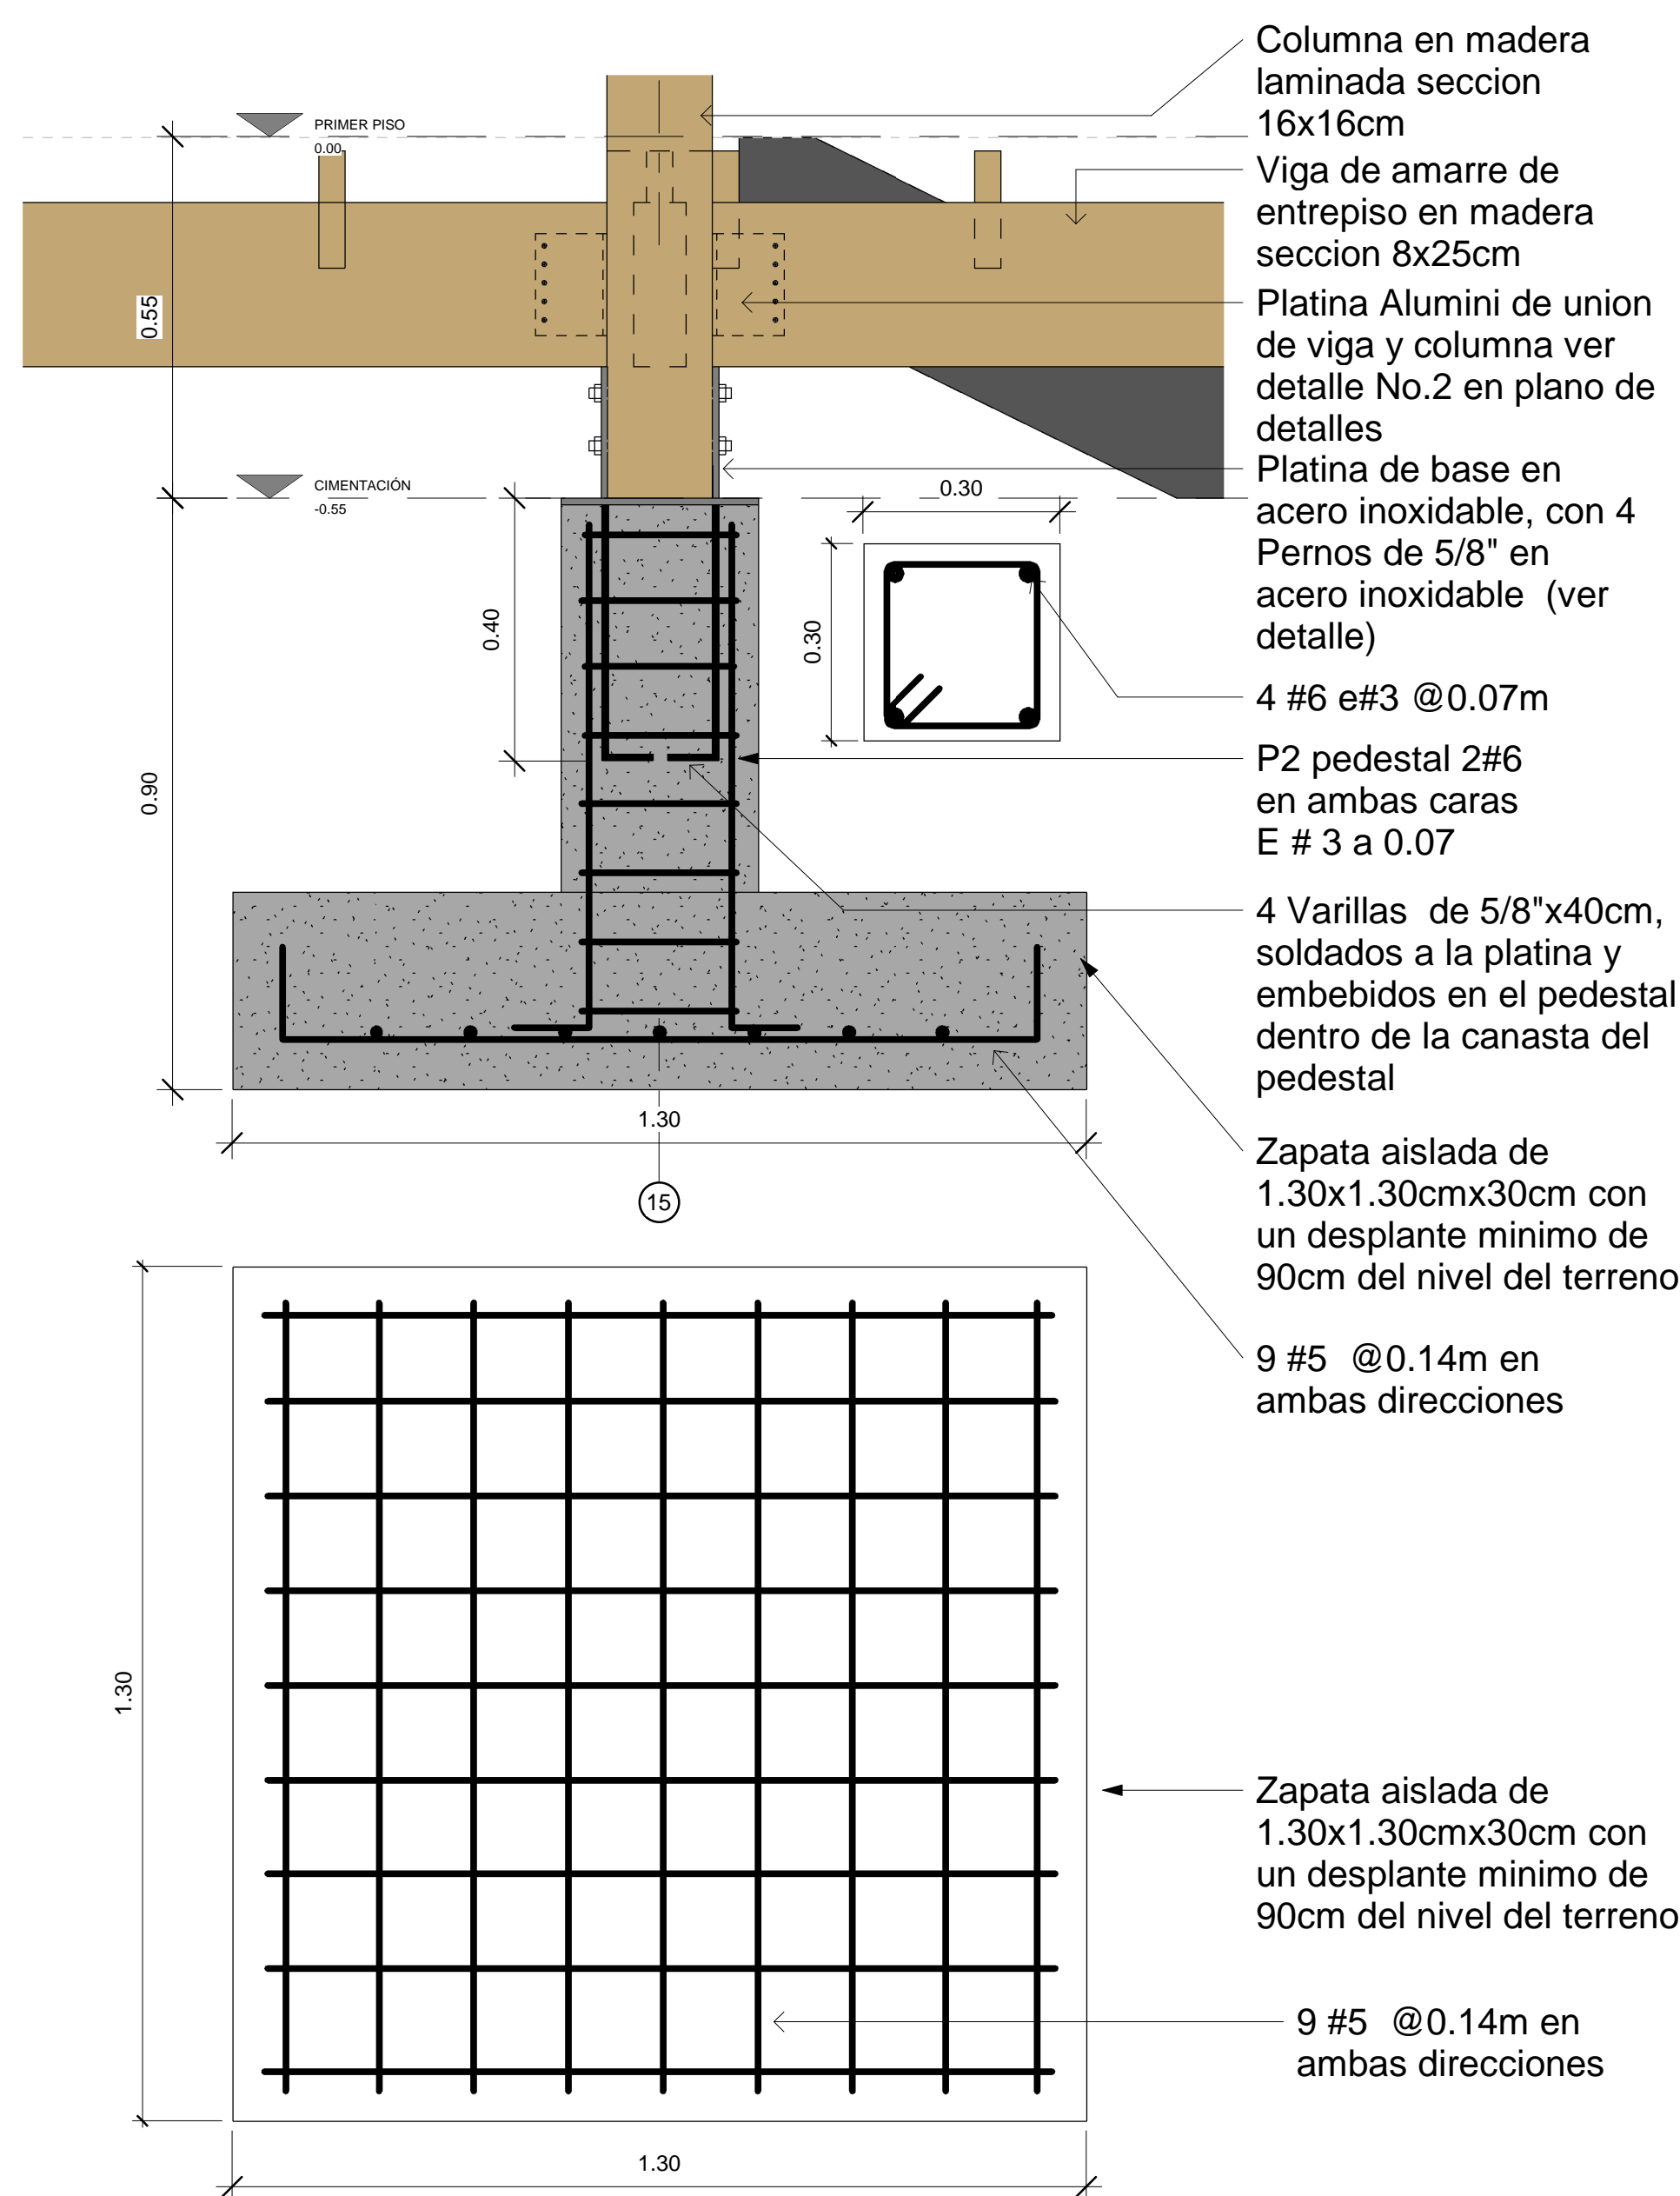 Columna en madera
laminada seccion
16x16cm
PRIMER PISO
0.00
Viga de amarre de
entrepiso en madera
seccion 8x25cm
0.55
Platina Alumini de union
de viga y columna ver
detalle No.2 en plano de
detalles
CIMENTACIÓN
-0.55
Platina de base en
acero inoxidable, con 4
Pernos de 5/8" en
acero inoxidable  (ver
detalle)
0.30
0.40
0.30
4 #6 e#3 @0.07m
0.90
P2 pedestal 2#6
en ambas caras
E # 3 a 0.07
4 Varillas  de 5/8"x40cm,
soldados a la platina y
embebidos en el pedestal
dentro de la canasta del
pedestal
1.30
15
Zapata aislada de
1.30x1.30cmx30cm con
un desplante minimo de
90cm del nivel del terreno
9 #5  @0.14m en
ambas direcciones
1.30
Zapata aislada de
1.30x1.30cmx30cm con
un desplante minimo de
90cm del nivel del terreno
9 #5  @0.14m en
ambas direcciones
1.30